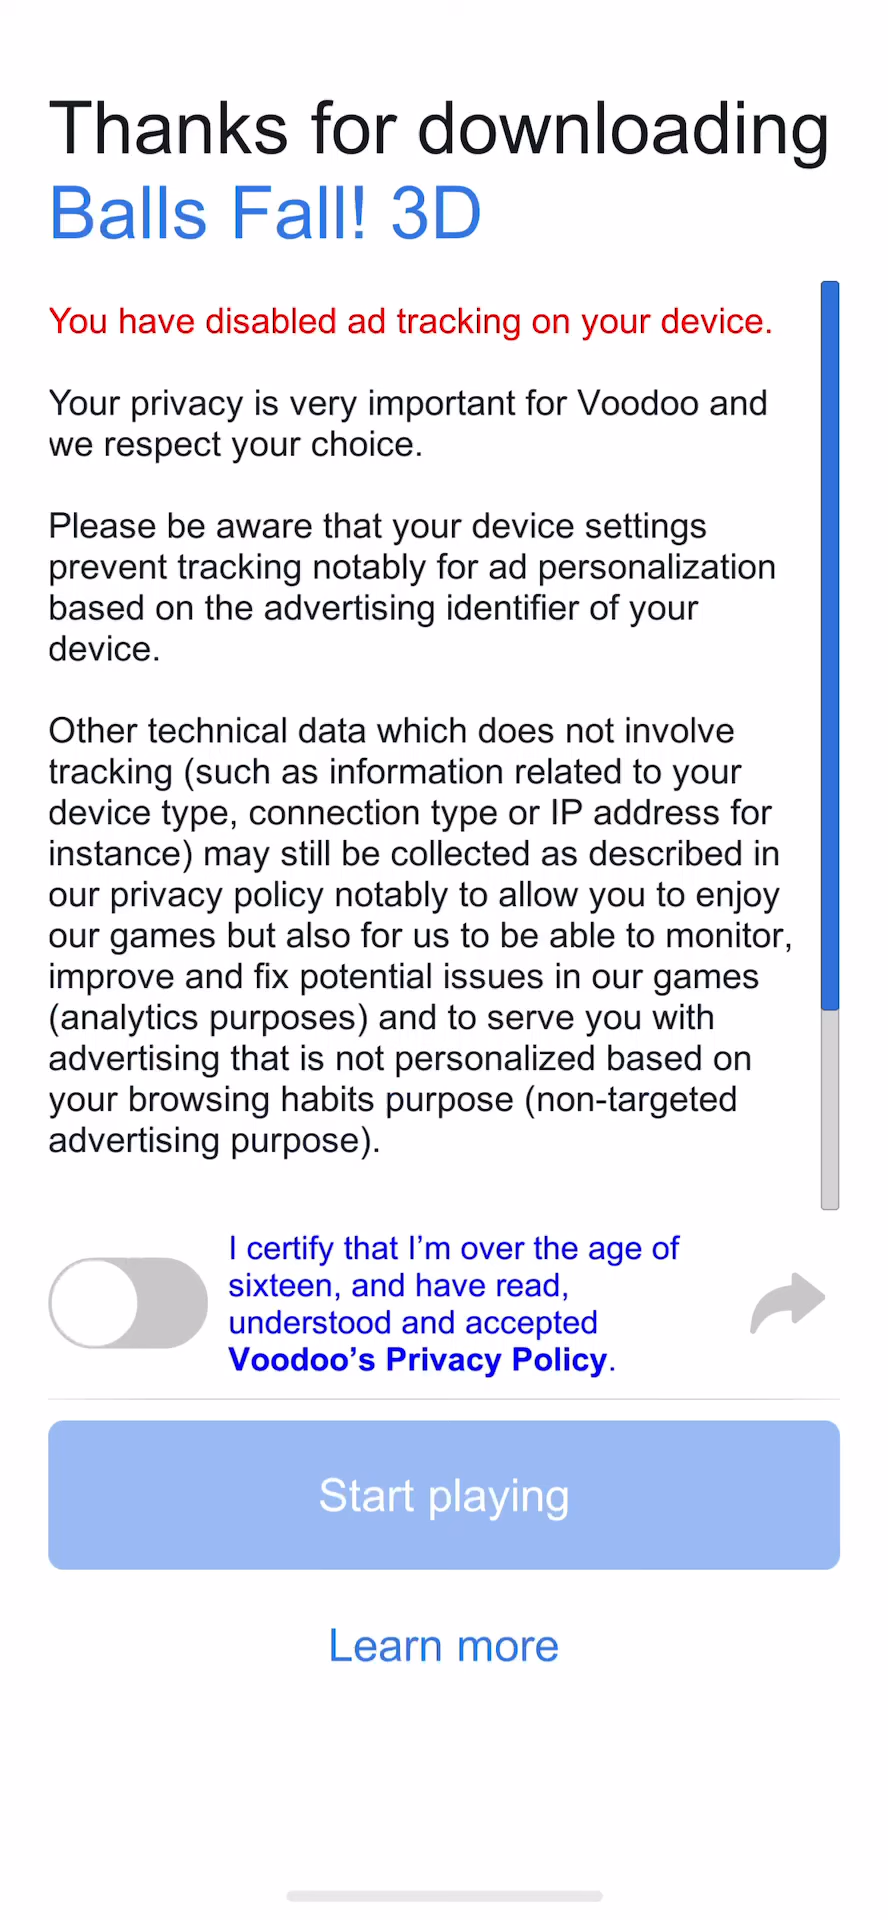 Thanks for downloading
Balls Fall! 3D
You have disabled ad tracking on your device.
Your privacy is very important for Voodoo and
we respect your choice.
Please be aware that your device settings
prevent tracking notably for ad personalization
based on the advertising identifier of your
device.
Other technical data which does not involve
tracking (such as information related to your
device type, connection type or IP address for
instance) may still be collected as described in
our privacy policy notably to allow you to enjoy
our games but also for us to be able to monitor,
improve and fix potential issues in our games
(analytics purposes) and to serve you with
advertising that is not personalized based on
your browsing habits purpose (non-targeted
advertising purpose).
I certify that I’m over the age of
sixteen, and have read,
understood and accepted
Voodoo’s Privacy Policy.
Start playing
Learn more